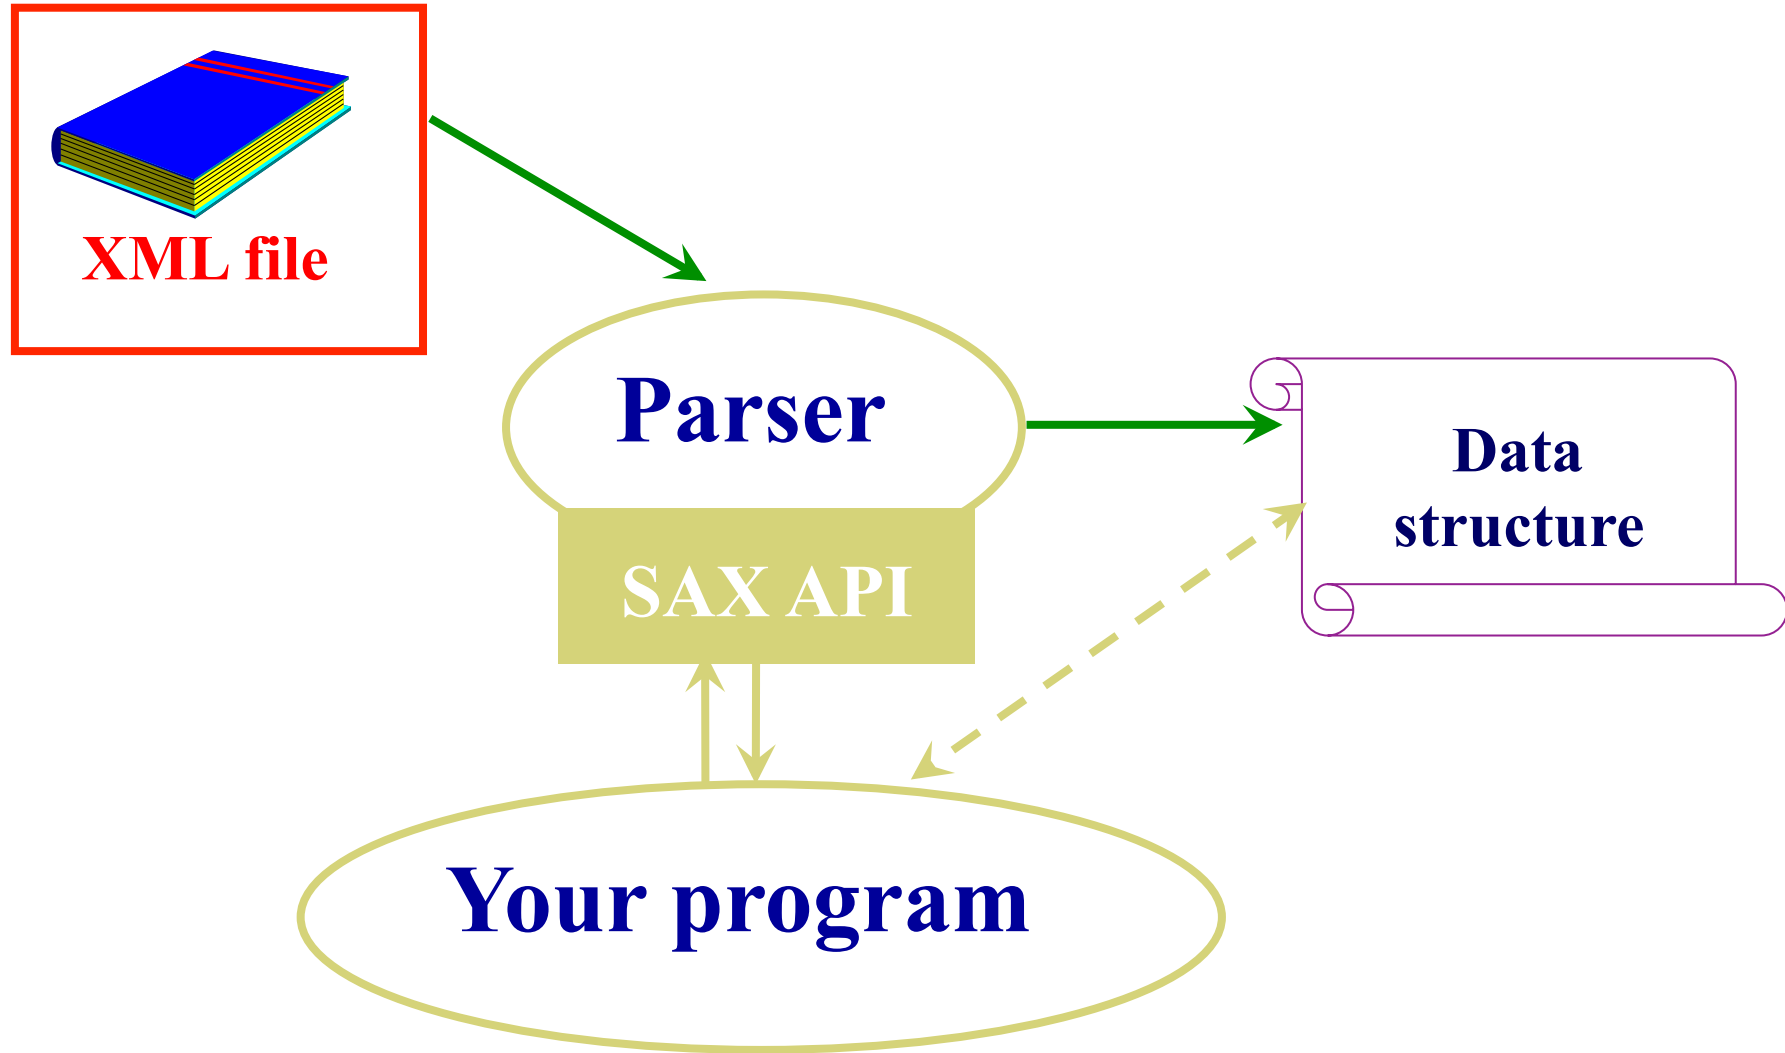 XML file
Parser
Data
structure
SAX API
Your program